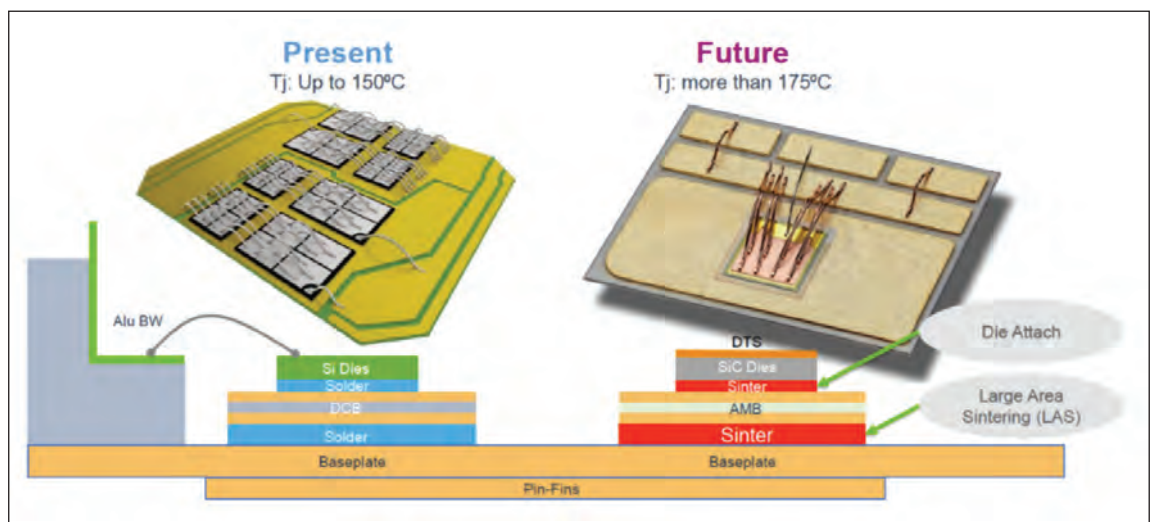 Present
Tj: Up to 150ºC
Future
Tj: more than 175ºC
Alu BW
Si Dies
Solder
DCB
Solder
Baseplate
DTS
SiC Dies
Sinter
AMB
Sinter
Baseplate
Die Attach
Large Area
Sintering (LAS)
Pin-Fins